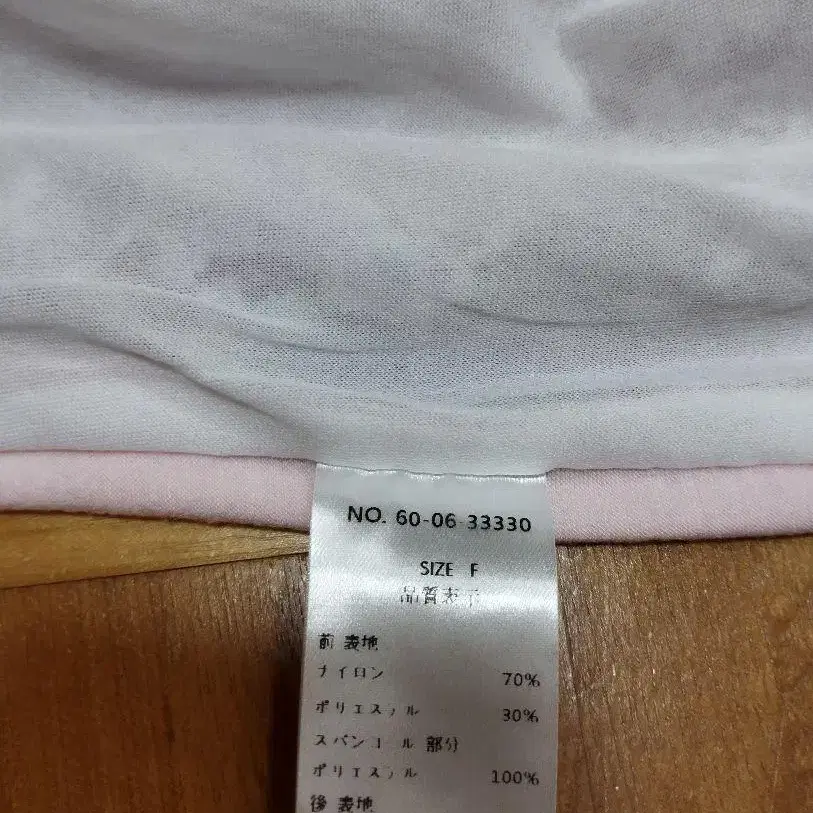 NO. 60-06-33330
SIZE F
品質表示
前 表地
ナイロン 70%
ポリエステル 30%
スパンコール 部分
ポリエステル 100%
後 表地